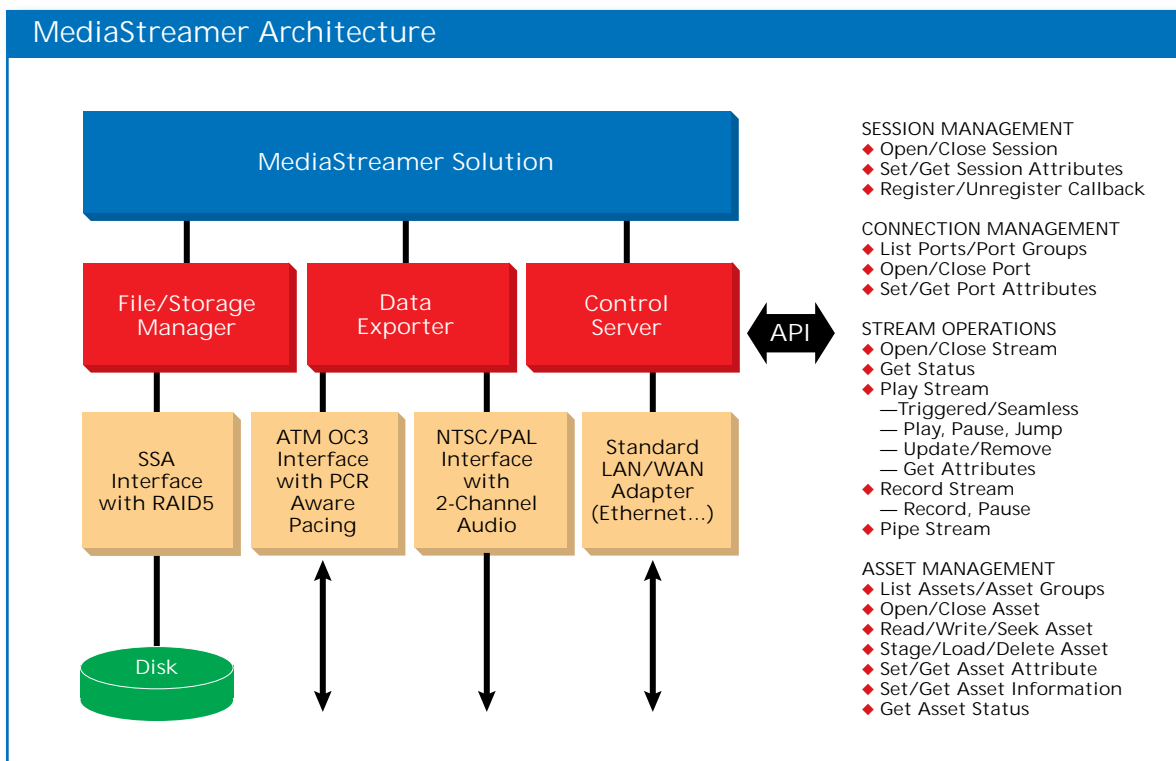 MediaStreamer Architecture
MediaStreamer Solution
File/Storage
Manager
Data
Exporter
Control
Server
API
SSA
Interface
with RAID5
ATM OC3
Interface
with PCR
Aware
Pacing
NTSC/PAL
Interface
with
2-Channel
Audio
Standard
LAN/WAN
Adapter
(Ethernet...)
Disk
SESSION MANAGEMENT
◆ Open/Close Session
◆ Set/Get Session Attributes
◆ Register/Unregister Callback
CONNECTION MANAGEMENT
◆ List Ports/Port Groups
◆ Open/Close Port
◆ Set/Get Port Attributes
STREAM OPERATIONS
◆ Open/Close Stream
◆ Get Status
◆ Play Stream
—Triggered/Seamless
— Play, Pause, Jump
— Update/Remove
— Get Attributes
◆ Record Stream
— Record, Pause
◆ Pipe Stream
ASSET MANAGEMENT
◆ List Assets/Asset Groups
◆ Open/Close Asset
◆ Read/Write/Seek Asset
◆ Stage/Load/Delete Asset
◆ Set/Get Asset Attribute
◆ Set/Get Asset Information
◆ Get Asset Status